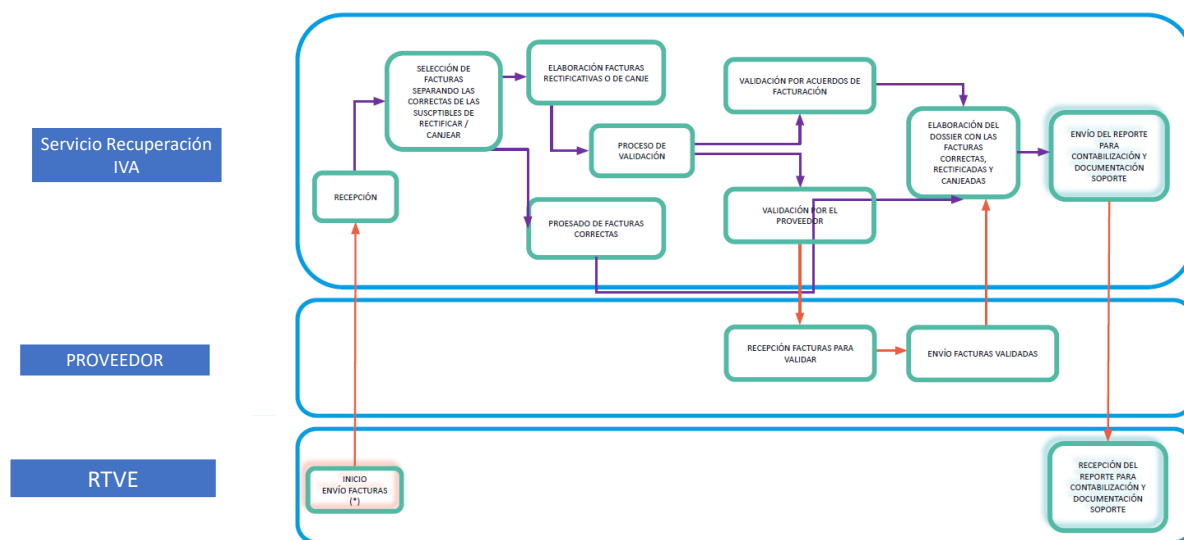 Servicio Recuperación
IVA
RECEPCIÓN
SELECCIÓN DE
FACTURAS
SEPARANDO LAS
CORRECTAS DE LAS
SUSCPTIBLES DE
RECTIFICAR /
CANJEAR
ELABORACIÓN FACTURAS
RECTIFICATIVAS O DE CANJE
PROCESO DE
VALIDACIÓN
PROESADO DE FACTURAS
CORRECTAS
VALIDACIÓN POR ACUERDOS DE
FACTURACIÓN
VALIDACIÓN POR EL
PROVEEDOR
ELABORACIÓN DEL
DOSSIER CON LAS
FACTURAS
CORRECTAS,
RECTIFICADAS Y
CANJEADAS
ENVÍO DEL REPORTE
PARA
CONTABILIZACIÓN Y
DOCUMENTACIÓN
SOPORTE
PROVEEDOR
RECEPCIÓN FACTURAS PARA
VALIDAR
ENVÍO FACTURAS VALIDADAS
RTVE
INICIO
ENVÍO FACTURAS
(*)
RECEPCIÓN DEL
REPORTE PARA
CONTABILIZACIÓN Y
DOCUMENTACIÓN
SOPORTE